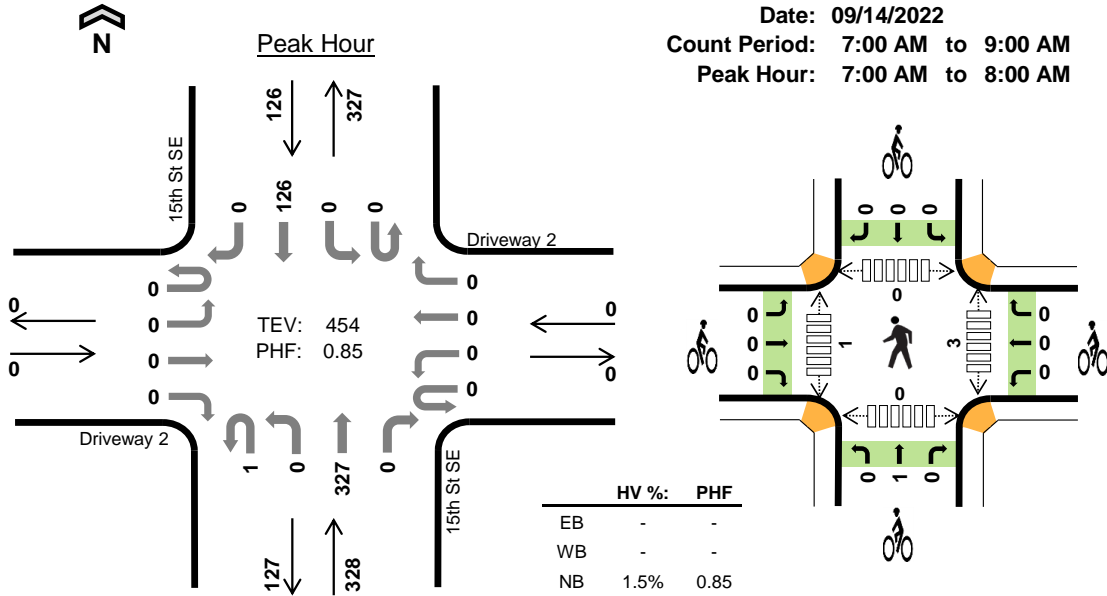 N
Peak Hour
Date: 09/14/2022
Count Period: 7:00 AM to 9:00 AM
Peak Hour: 7:00 AM to 8:00 AM
126 327
15th St SE
0 126 0 0
Driveway 2
0
0
0
0
TEV: 454
PHF: 0.85
0
0
0
0
0
0
0
0
Driveway 2
1 0 327 0
15th St SE
127 328
0 0 0
0
0
0
0
1
3
0
0
0
0
0 1 0
HV %: PHF
EB - -
WB - -
NB 1.5% 0.85